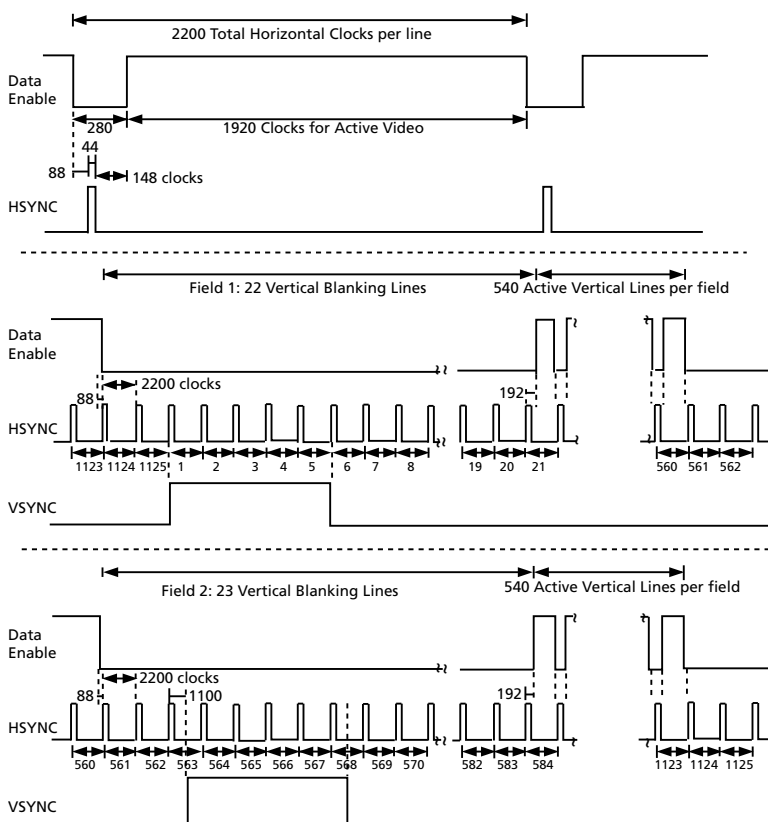 2200 Total Horizontal Clocks per line
Data
Enable
280
1920 Clocks for Active Video
44
88
148 clocks
HSYNC
Field 1: 22 Vertical Blanking Lines
540 Active Vertical Lines per field
Data
Enable
2200 clocks
88
192
HSYNC
1123 1124 1125 1 2 3 4 5 6 7 8 19 20 21 560 561 562
VSYNC
Field 2: 23 Vertical Blanking Lines
540 Active Vertical Lines per field
Data
Enable
2200 clocks
88
1100
192
HSYNC
560 561 562 563 564 565 566 567 568 569 570 582 583 584 1123 1124 1125
VSYNC